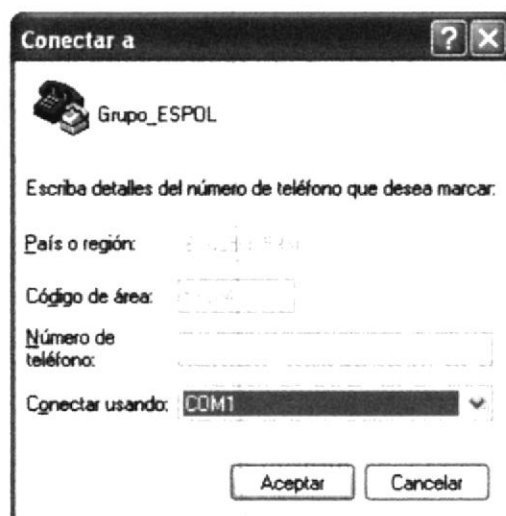 Conectar a
Grupo_ESPOL
Escriba detalles del número de teléfono que desea marcar:
País o región:
Código de área:
Número de
teléfono:
Conectar usando: COM1
Aceptar Cancelar